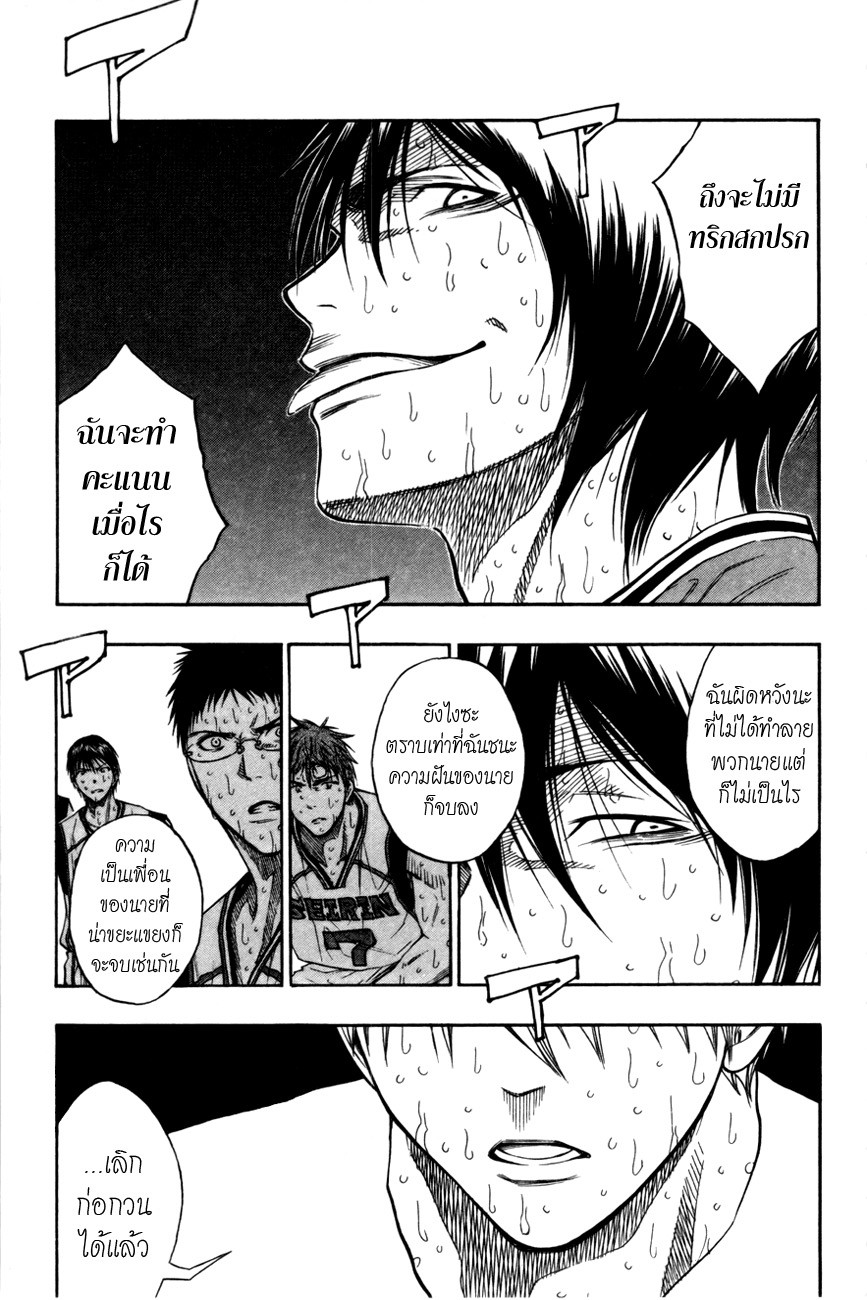 ถึงจะไม่มี
ทริกสกปรก
ฉันจะทำ
คะแนน
เมื่อไร
ก็ได้
ฉันผิดหวังนะ
ที่ไม่ได้ทำลาย
พวกนายแต่
ก็ไม่เป็นไร
ยังไงซะ
ตราบเท่าที่ฉันชนะ
ความฝันของนาย
ก็จบลง
SEIRIN
7
ความ
เป็นเพื่อน
ของนายที่
น่าขยะแขยงก็
จะจบเช่นกัน
...เลิก
ก่อกวน
ได้แล้ว